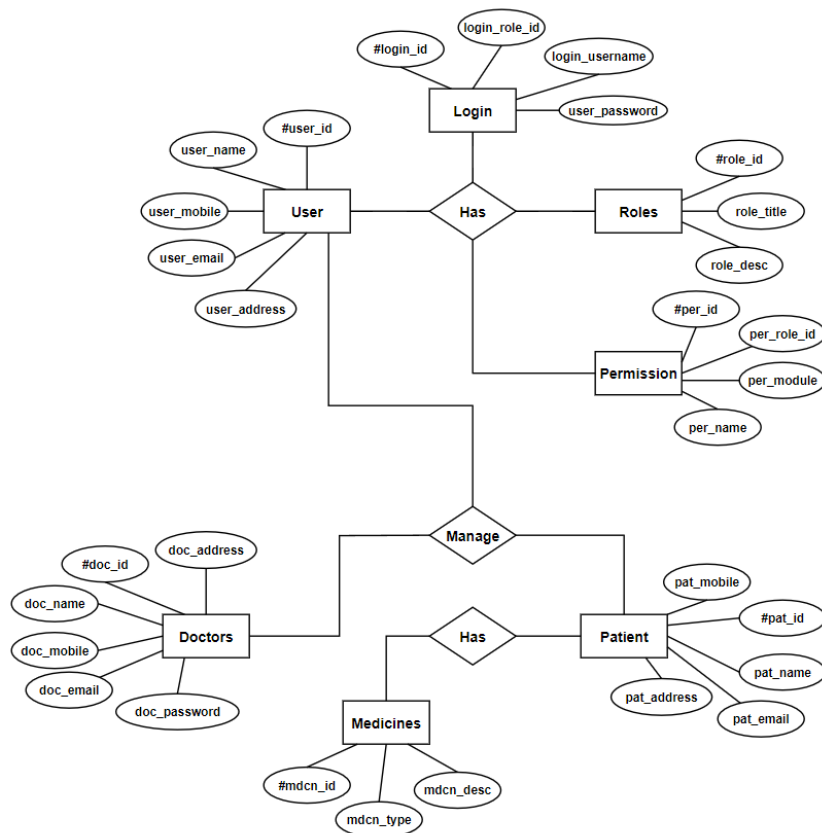 login_role_id
#login_id
login_username
Login
user_password
#user_id
user_name
#role_id
user_mobile
User
Has
Roles
role_title
user_email
role_desc
user_address
#per_id
per_role_id
Permission
per_module
per_name
Manage
doc_address
#doc_id
pat_mobile
doc_name
#pat_id
Doctors
Has
Patient
doc_mobile
pat_name
doc_email
pat_address
doc_password
pat_email
Medicines
#mdcn_id
mdcn_desc
mdcn_type